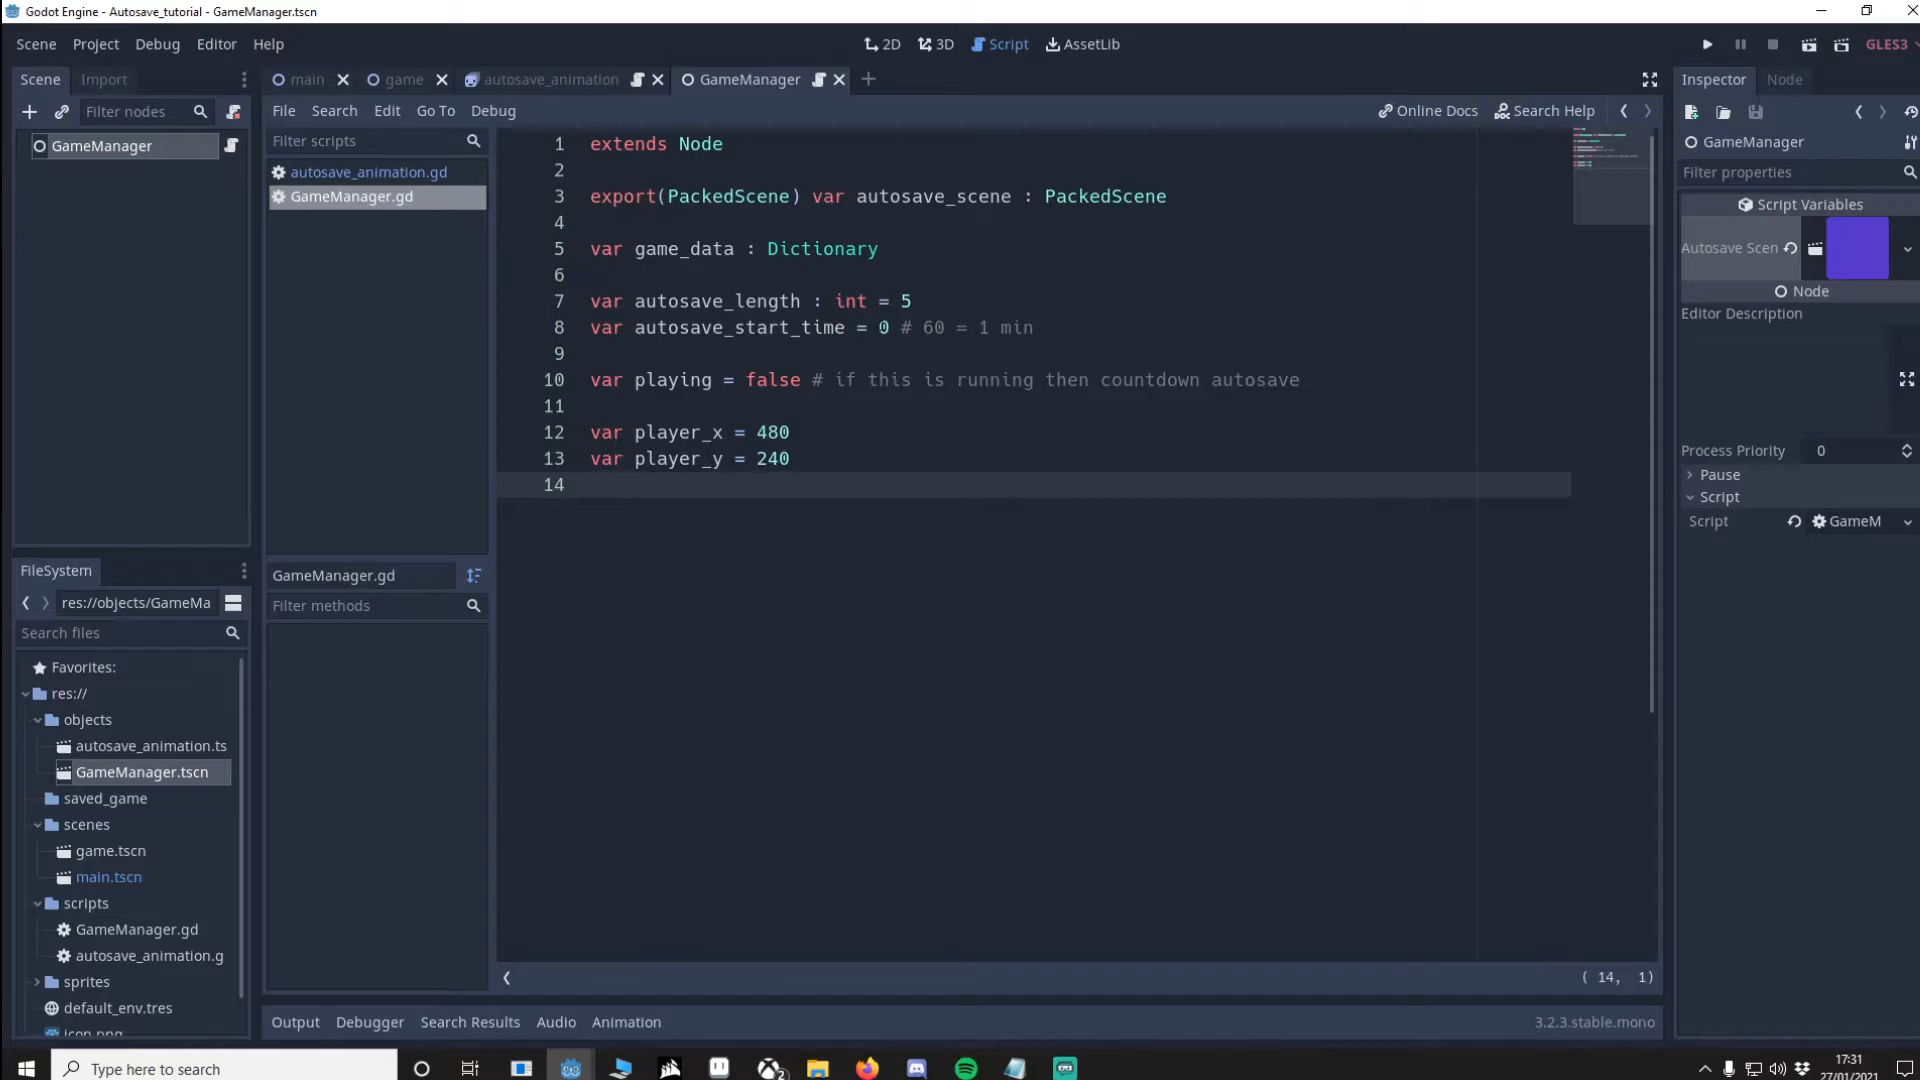 Godot Engine - Autosave_tutorial - GameManager.tscn
Scene Project Debug Editor Help
2D 3D Script AssetLib
GLES3
Scene Import
main game autosave_animation GameManager
Inspector Node
Filter nodes
File Search Edit Go To Debug
Online Docs Search Help
GameManager
Filter scripts
autosave_animation.gd
GameManager.gd
1 extends Node
2
3 export(PackedScene) var autosave_scene : PackedScene
4
5 var game_data : Dictionary
6
7 var autosave_length : int = 5
8 var autosave_start_time = 0 # 60 = 1 min
9
10 var playing = false # if this is running then countdown autosave
11
12 var player_x = 480
13 var player_y = 240
14
GameManager
Filter properties
Script Variables
Autosave Scen
Node
Editor Description
Process Priority 0
Pause
Script
Script GameM
FileSystem
res://objects/GameMa
Search files
Favorites:
res://
objects
autosave_animation.ts
GameManager.tscn
saved_game
scenes
game.tscn
main.tscn
scripts
GameManager.gd
autosave_animation.g
sprites
default_env.tres
icon.png
GameManager.gd
Filter methods
( 14, 1)
Output Debugger Search Results Audio Animation
3.2.3.stable.mono
Type here to search
2
17:31
27/01/2021